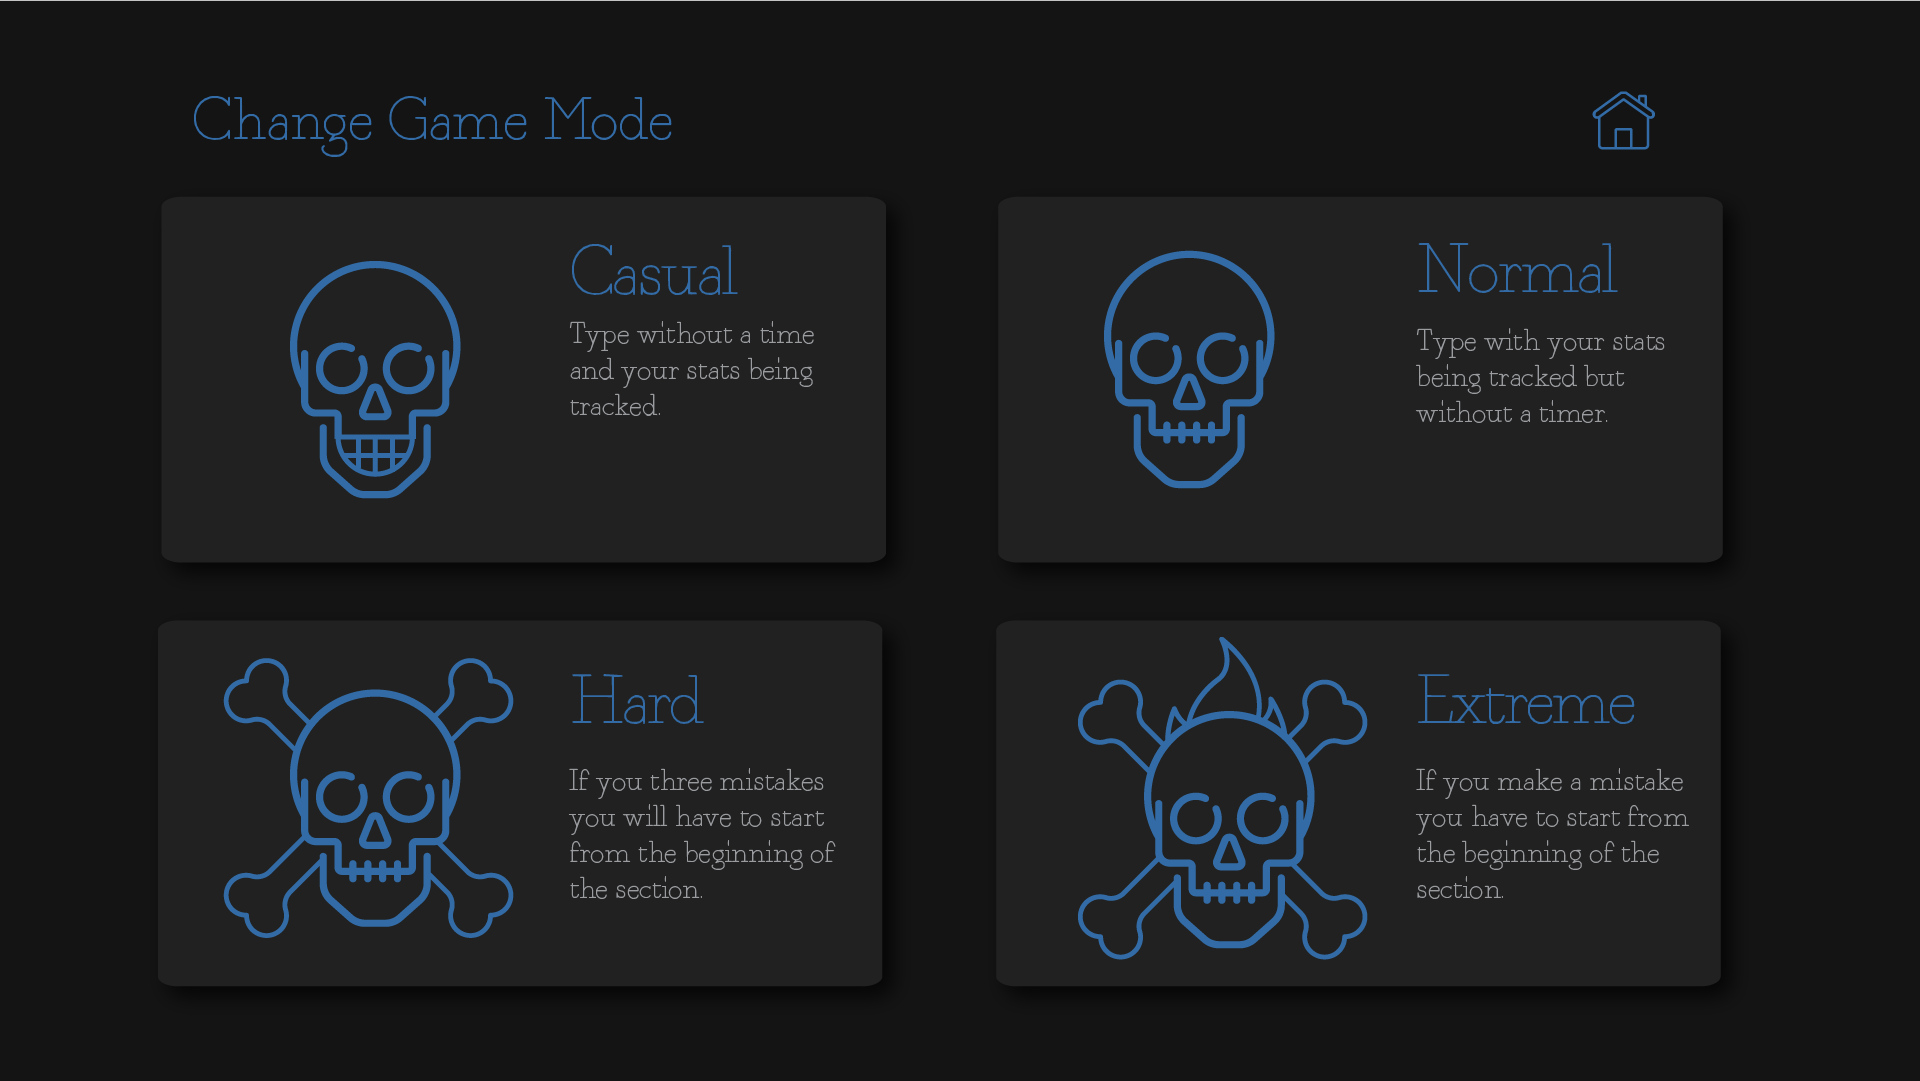 Change Game Mode
Casual
Type without a time
and your stats being
tracked.
Normal
Type with your stats
being tracked but
without a timer.
Hard
If you three mistakes
you will have to start
from the beginning of
the section.
Extreme
If you make a mistake
you have to start from
the beginning of the
section.